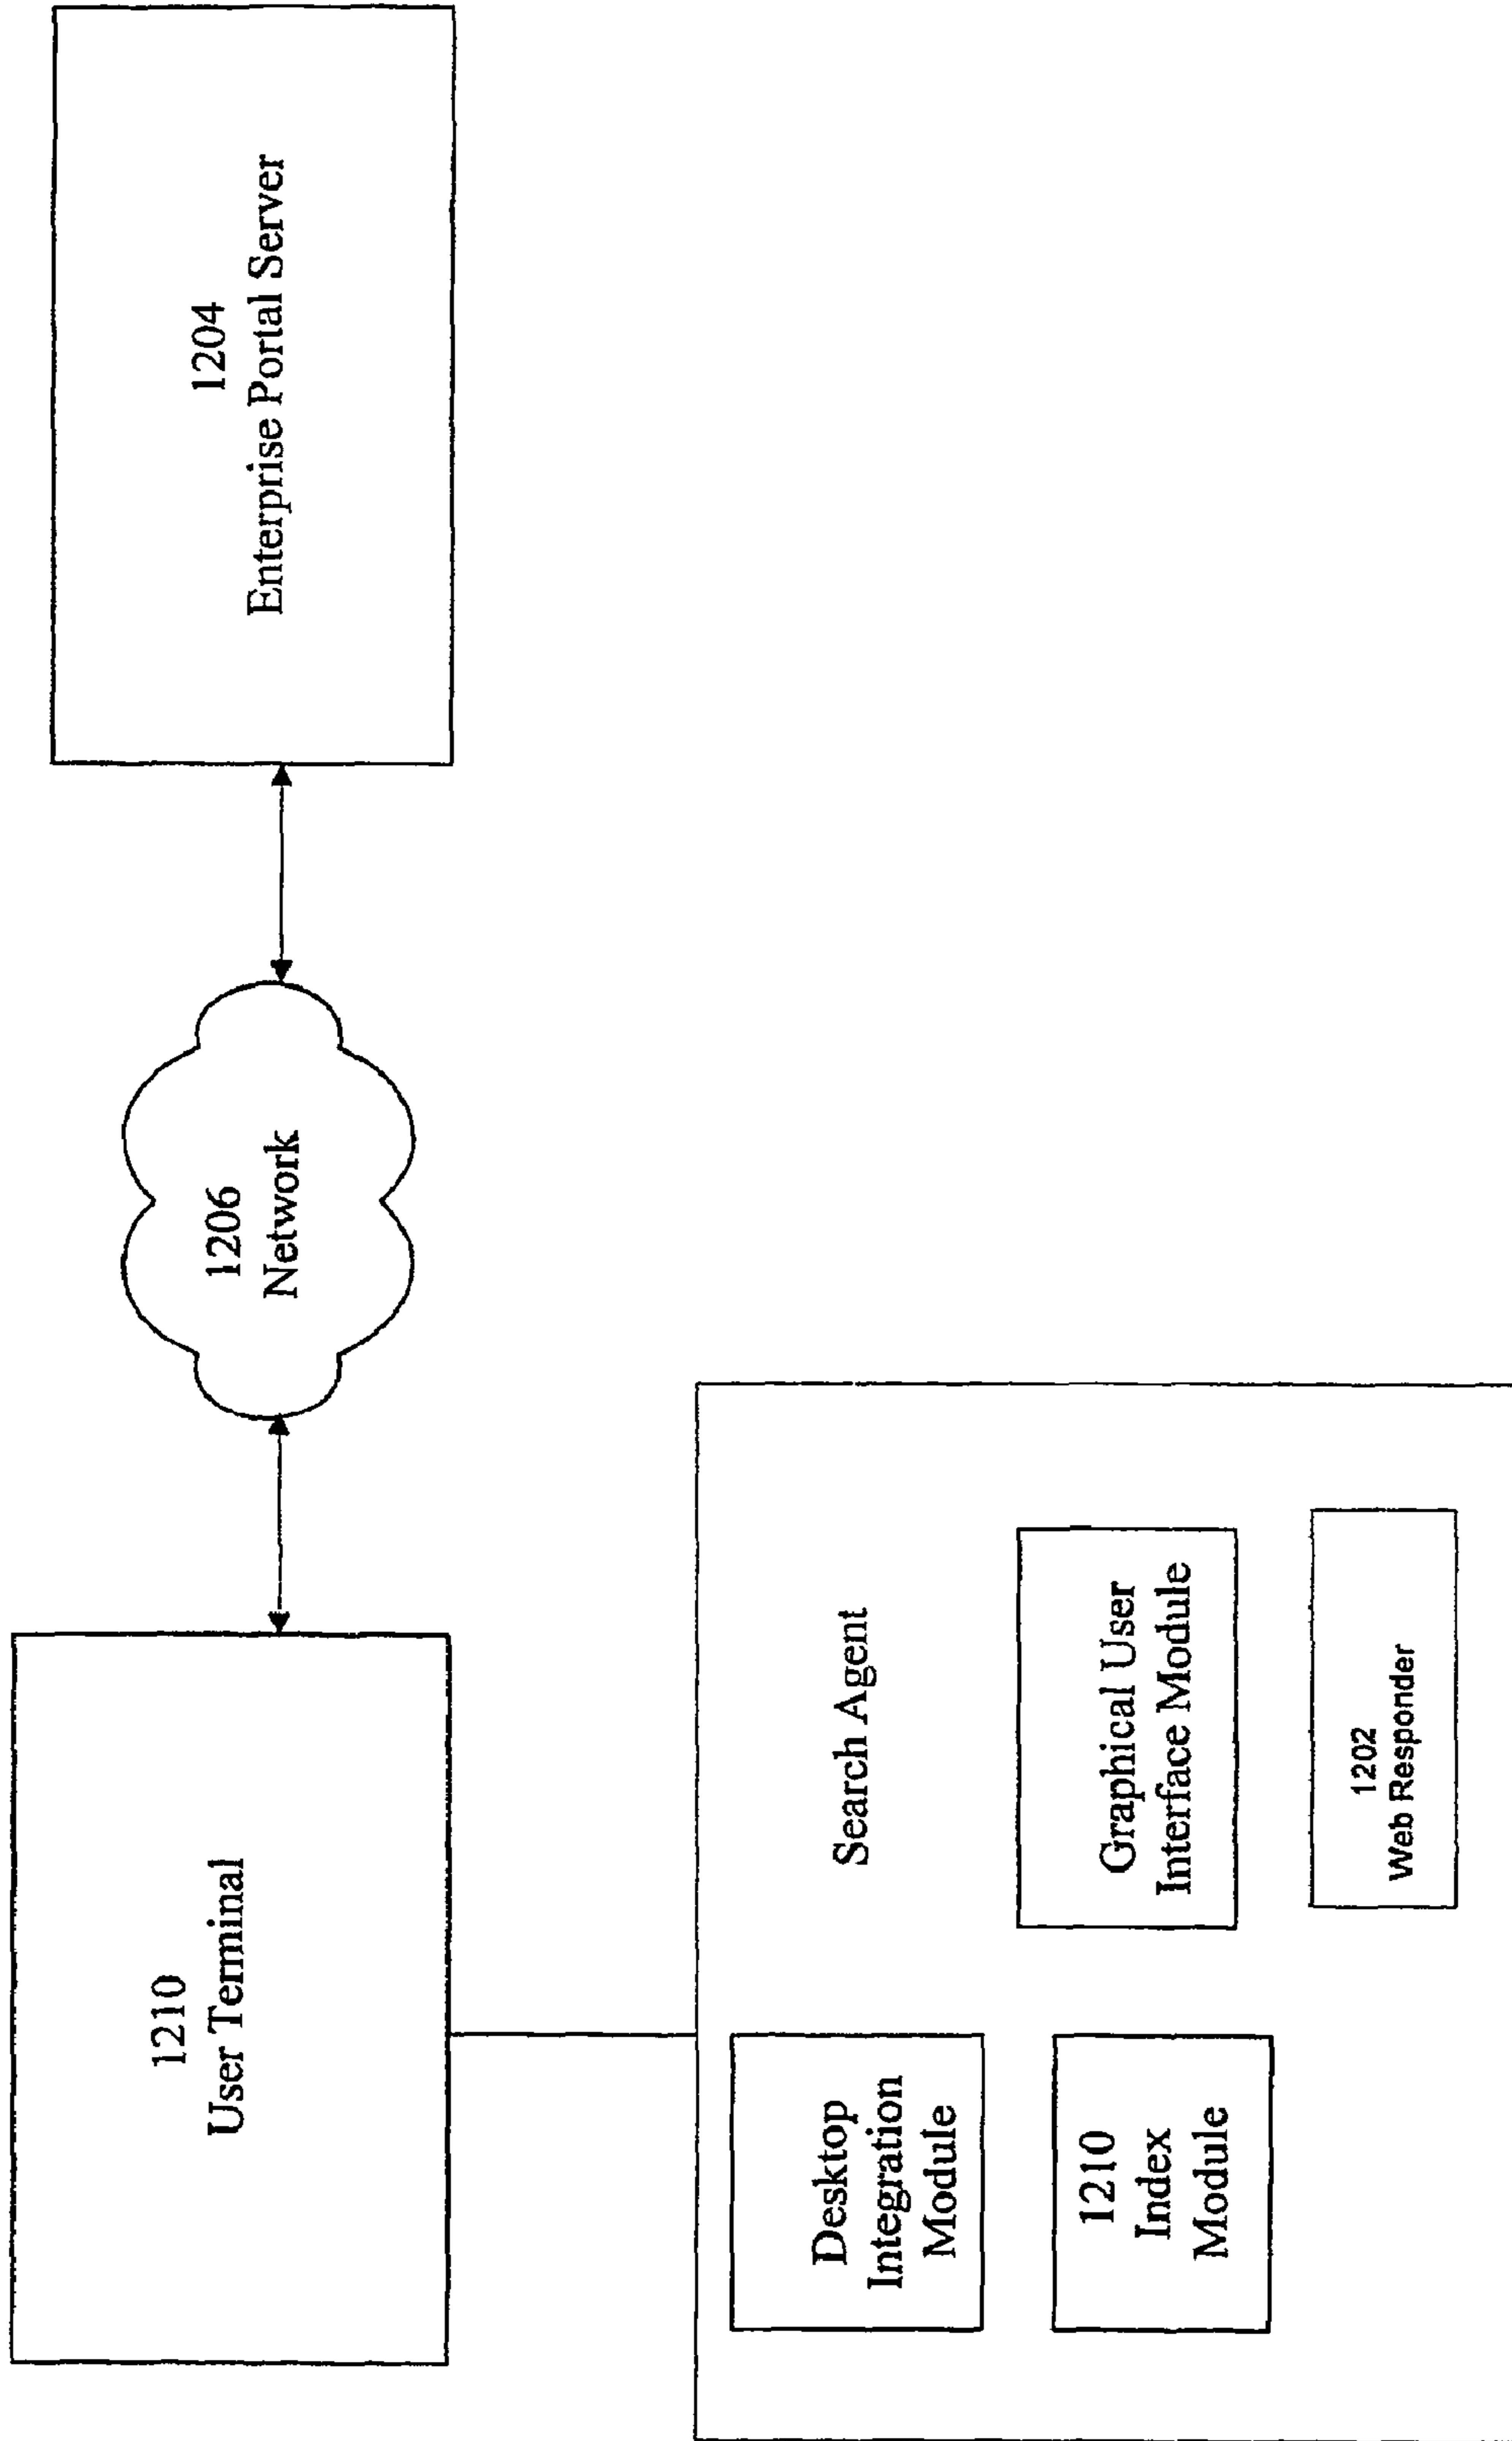 1210
User Terminal
1206
Network
1204
Enterprise Portal Server
Search Agent
Desktop
Integration
Module
Graphical User
Interface Module
1210
Index
Module
1202
Web Responder